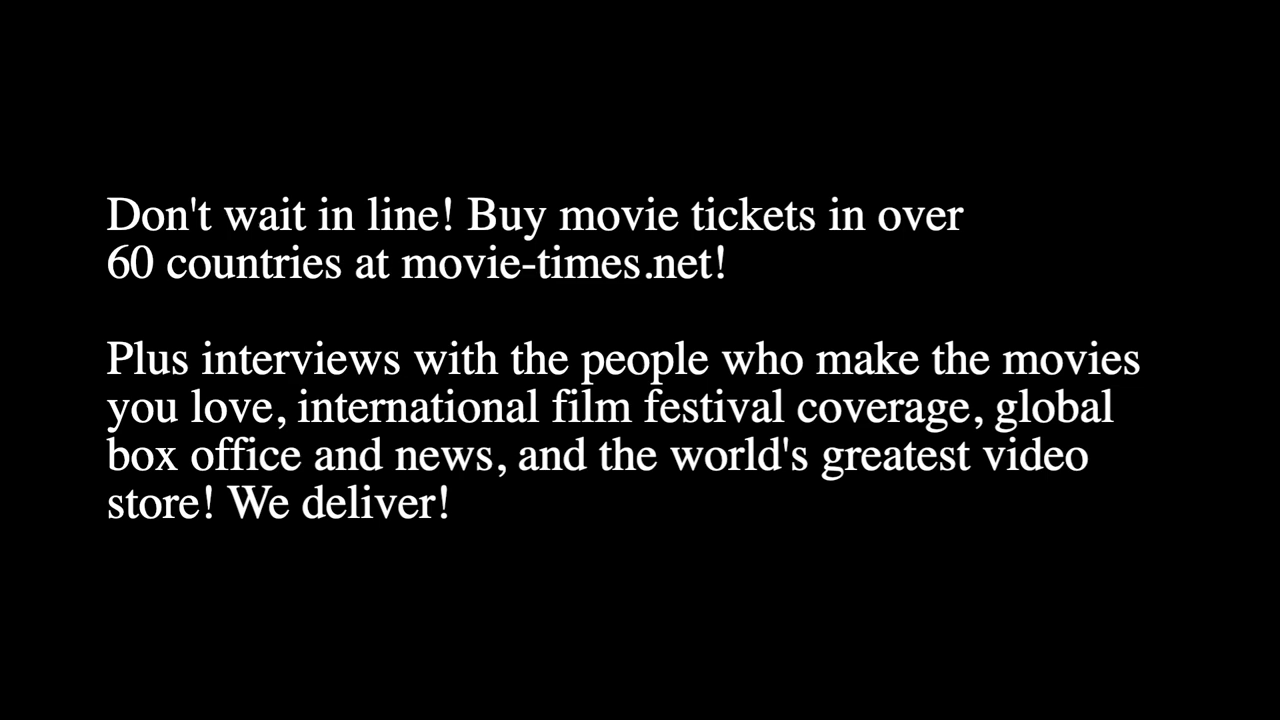 Don't wait in line! Buy movie tickets in over
60 countries at movie-times.net!
Plus interviews with the people who make the movies
you love, international film festival coverage, global
box office and news, and the world's greatest video
store! We deliver!